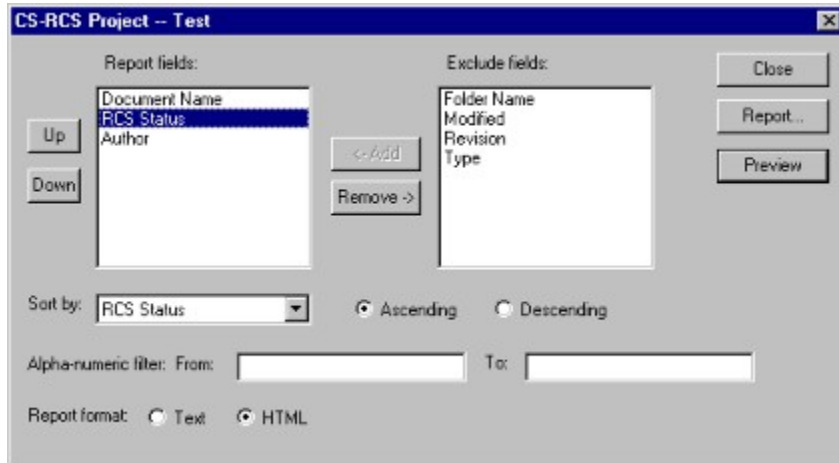 CS-RCS Project -- Test
Report fields:
Exclude fields:
Close
Document Name
RCS Status
Author
Folder Name
Modified
Revision
Type
Up
Down
<-Add
Remove ->
Report...
Preview
Sort by: RCS Status Ascending Descending
Alpha-numeric filter: From: To:
Report format: Text HTML